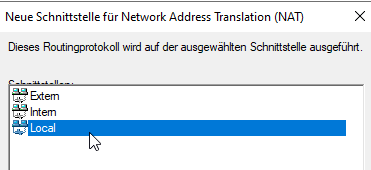 Neue Schnittstelle für Network Address Translation (NAT)
Dieses Routingprotokoll wird auf der ausgewählten Schnittstelle ausgeführt.
Schnittstellen:
Extern
Intern
Local